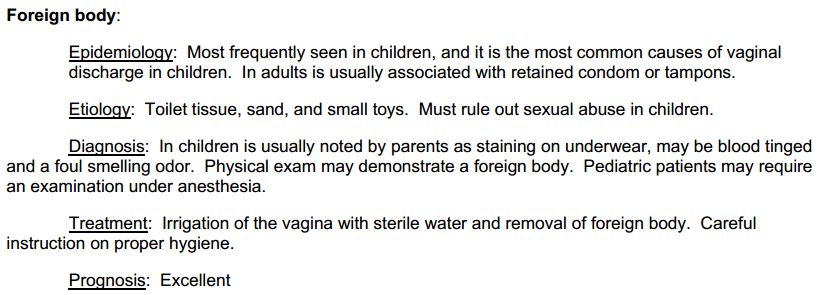 Foreign body:
Epidemiology: Most frequently seen in children, and it is the most common causes of vaginal
discharge in children. In adults is usually associated with retained condom or tampons.
Etiology: Toilet tissue, sand, and small toys. Must rule out sexual abuse in children.
Diagnosis: In children is usually noted by parents as staining on underwear, may be blood tinged
and a foul smelling odor. Physical exam may demonstrate a foreign body. Pediatric patients may require
an examination under anesthesia.
Treatment: Irrigation of the vagina with sterile water and removal of foreign body. Careful
instruction on proper hygiene.
Prognosis: Excellent